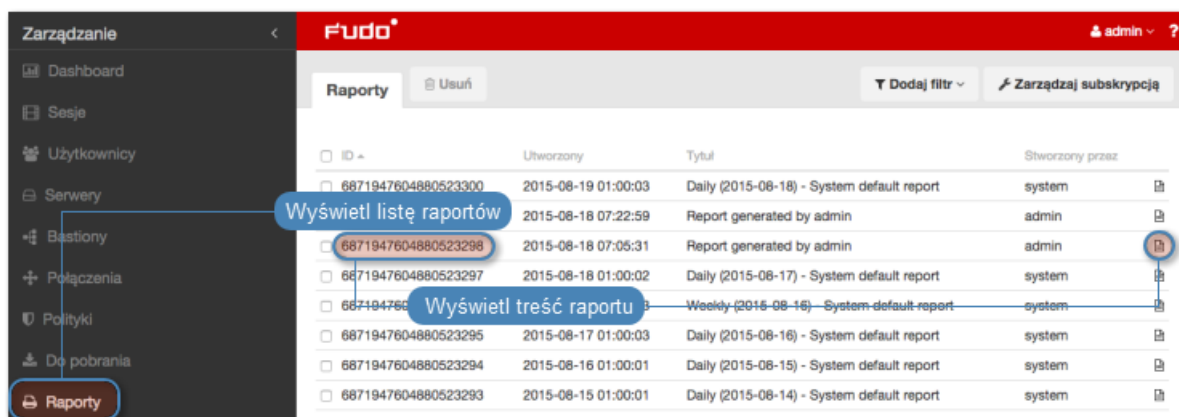 Zarządzanie
Dashboard
Sesje
Użytkownicy
Serwery
Bastiony
Połączenia
Polityki
Do pobrania
Raporty
Fudo
admin ?
Raporty Usuń Dodaj filtr Zarządzaj subskrypcją
ID Utworzony Tytuł Stworzony przez
6871947604880523300 2015-08-19 01:00:03 Daily (2015-08-18) - System default report system
Wyświetl listę raportów
2015-08-18 07:22:59 Report generated by admin admin
6871947604880523298 2015-08-18 07:05:31 Report generated by admin admin
6871947604880523297 2015-08-18 01:00:02 Daily (2015-08-17) - System default report system
Wyświetl treść raportu
Weekly (2015-08-16) - System default report system
6871947604880523295 2015-08-17 01:00:03 Daily (2015-08-16) - System default report system
6871947604880523294 2015-08-16 01:00:01 Daily (2015-08-15) - System default report system
6871947604880523293 2015-08-15 01:00:01 Daily (2015-08-14) - System default report system